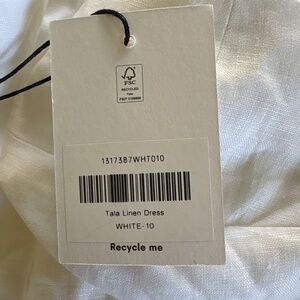 FSC
RECYCLED
1317387WHT010
Tala Linen Dress
WHITE-10
Recycle me